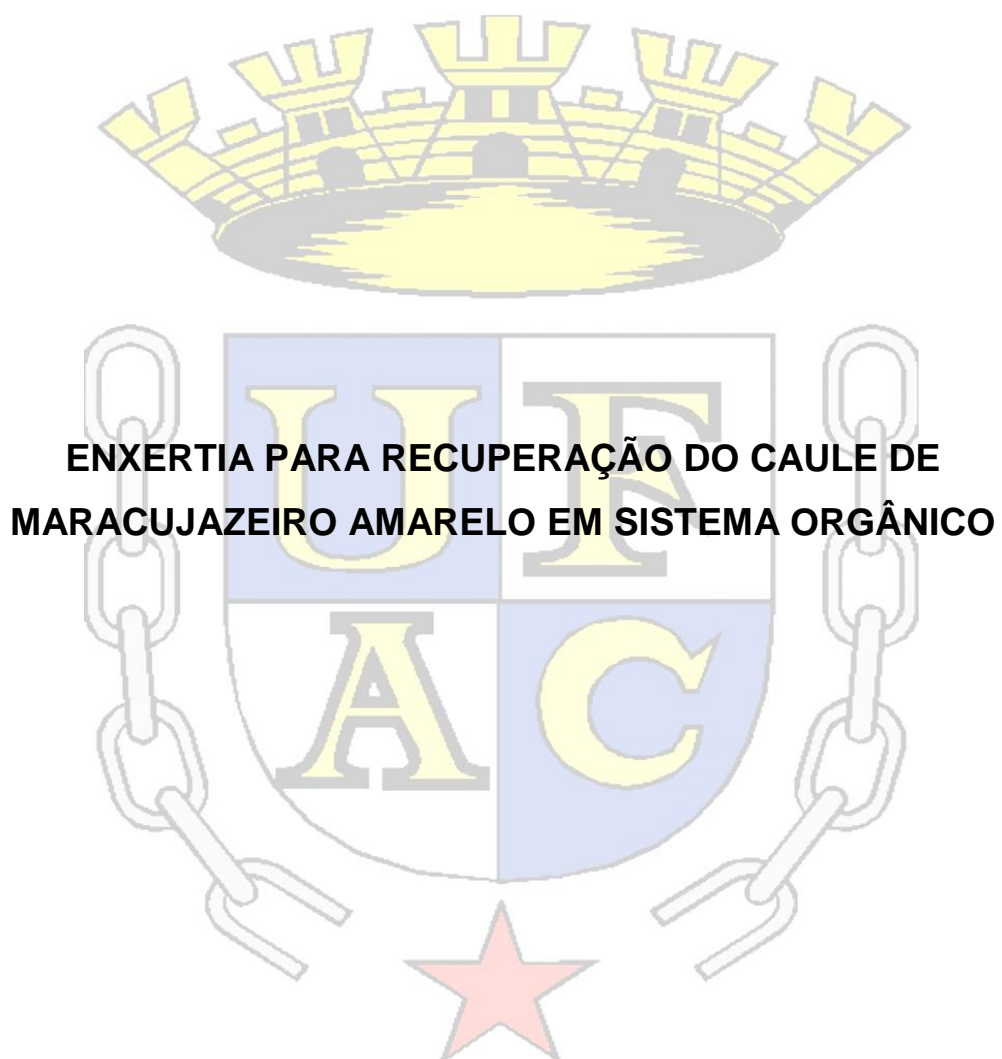 ENXERTIA PARA RECUPERAÇÃO DO CAULE DE
MARACUJAZEIRO AMARELO EM SISTEMA ORGÂNICO
U F
A C